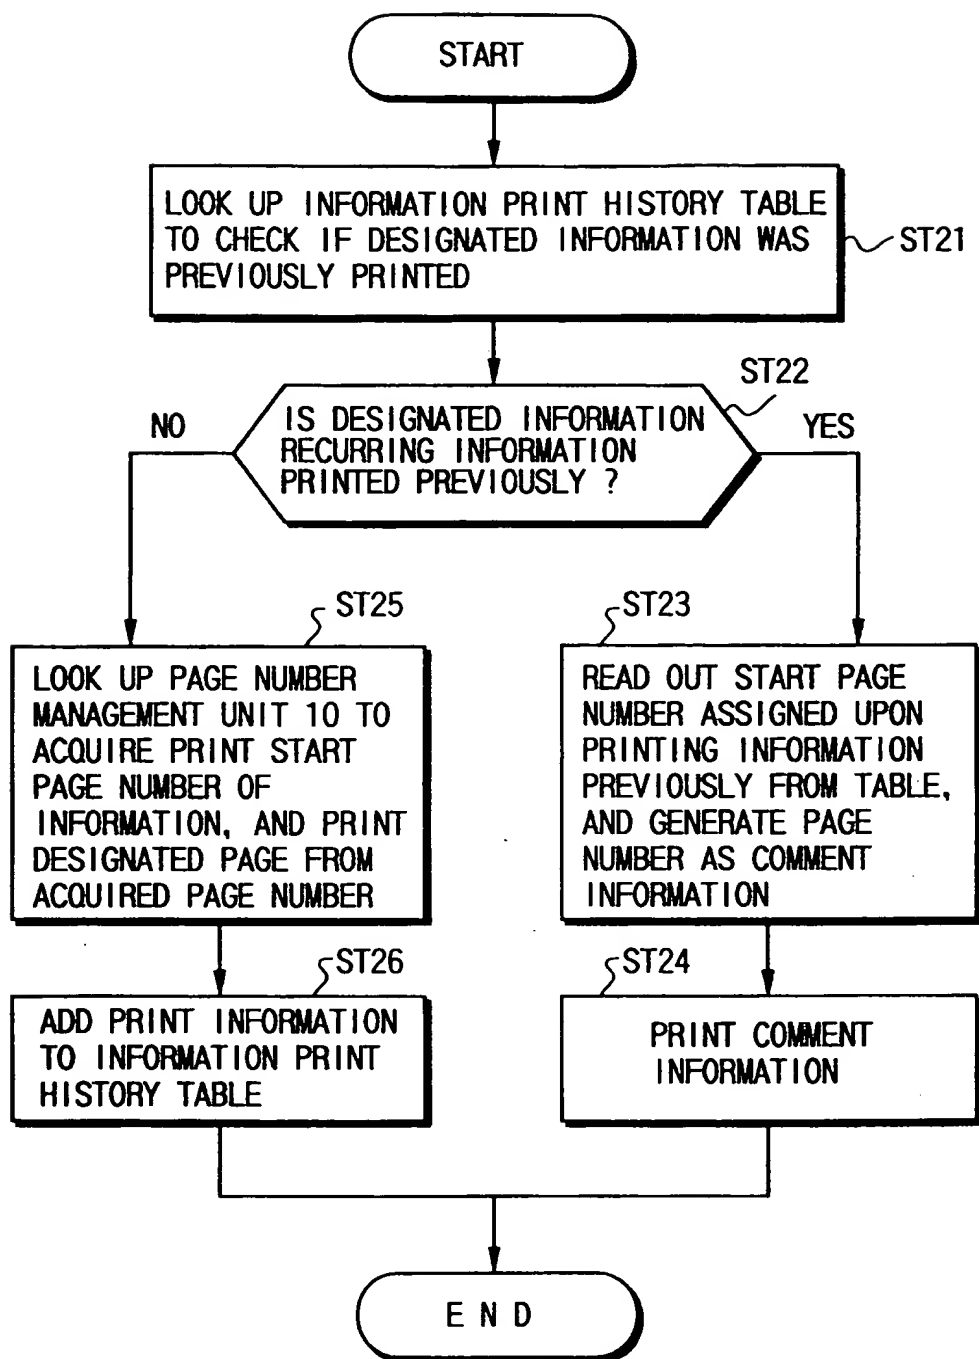 START
LOOK UP INFORMATION PRINT HISTORY TABLE
TO CHECK IF DESIGNATED INFORMATION WAS
PREVIOUSLY PRINTED
ST21
ST22
NO
IS DESIGNATED INFORMATION
RECURRING INFORMATION
PRINTED PREVIOUSLY ?
YES
ST25
LOOK UP PAGE NUMBER
MANAGEMENT UNIT 10 TO
ACQUIRE PRINT START
PAGE NUMBER OF
INFORMATION, AND PRINT
DESIGNATED PAGE FROM
ACQUIRED PAGE NUMBER
ST23
READ OUT START PAGE
NUMBER ASSIGNED UPON
PRINTING INFORMATION
PREVIOUSLY FROM TABLE,
AND GENERATE PAGE
NUMBER AS COMMENT
INFORMATION
ST26
ADD PRINT INFORMATION
TO INFORMATION PRINT
HISTORY TABLE
ST24
PRINT COMMENT
INFORMATION
END